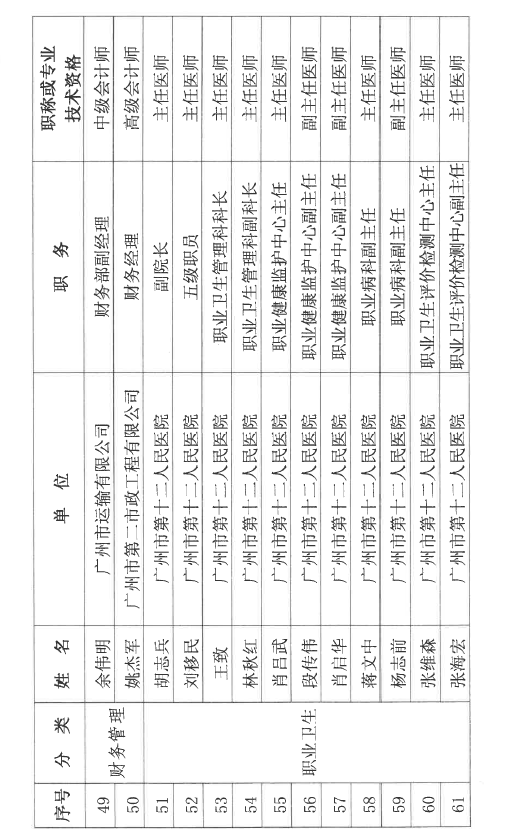 序号 分类 姓名 单位 职务 职称或专业技术资格
49 财务管理 余伟明 广州市运输有限公司 财务部副经理 中级会计师
50 姚杰军 广州市第二市政工程有限公司 财务经理 高级会计师
51 职业卫生 胡志兵 广州市第十二人民医院 副院长 主任医师
52 刘移民 广州市第十二人民医院 五级职员 主任医师
53 王致 广州市第十二人民医院 职业卫生管理科科长 主任医师
54 林秋红 广州市第十二人民医院 职业卫生管理科副科长 主任医师
55 肖吕武 广州市第十二人民医院 职业健康监护中心主任 主任医师
56 段传伟 广州市第十二人民医院 职业健康监护中心副主任 副主任医师
57 肖启华 广州市第十二人民医院 职业健康监护中心副主任 副主任医师
58 蒋文中 广州市第十二人民医院 职业病科副主任 主任医师
59 杨志前 广州市第十二人民医院 职业病科副主任 副主任医师
60 张维森 广州市第十二人民医院 职业卫生评价检测中心主任 主任医师
61 张海宏 广州市第十二人民医院 职业卫生评价检测中心副主任 主任医师